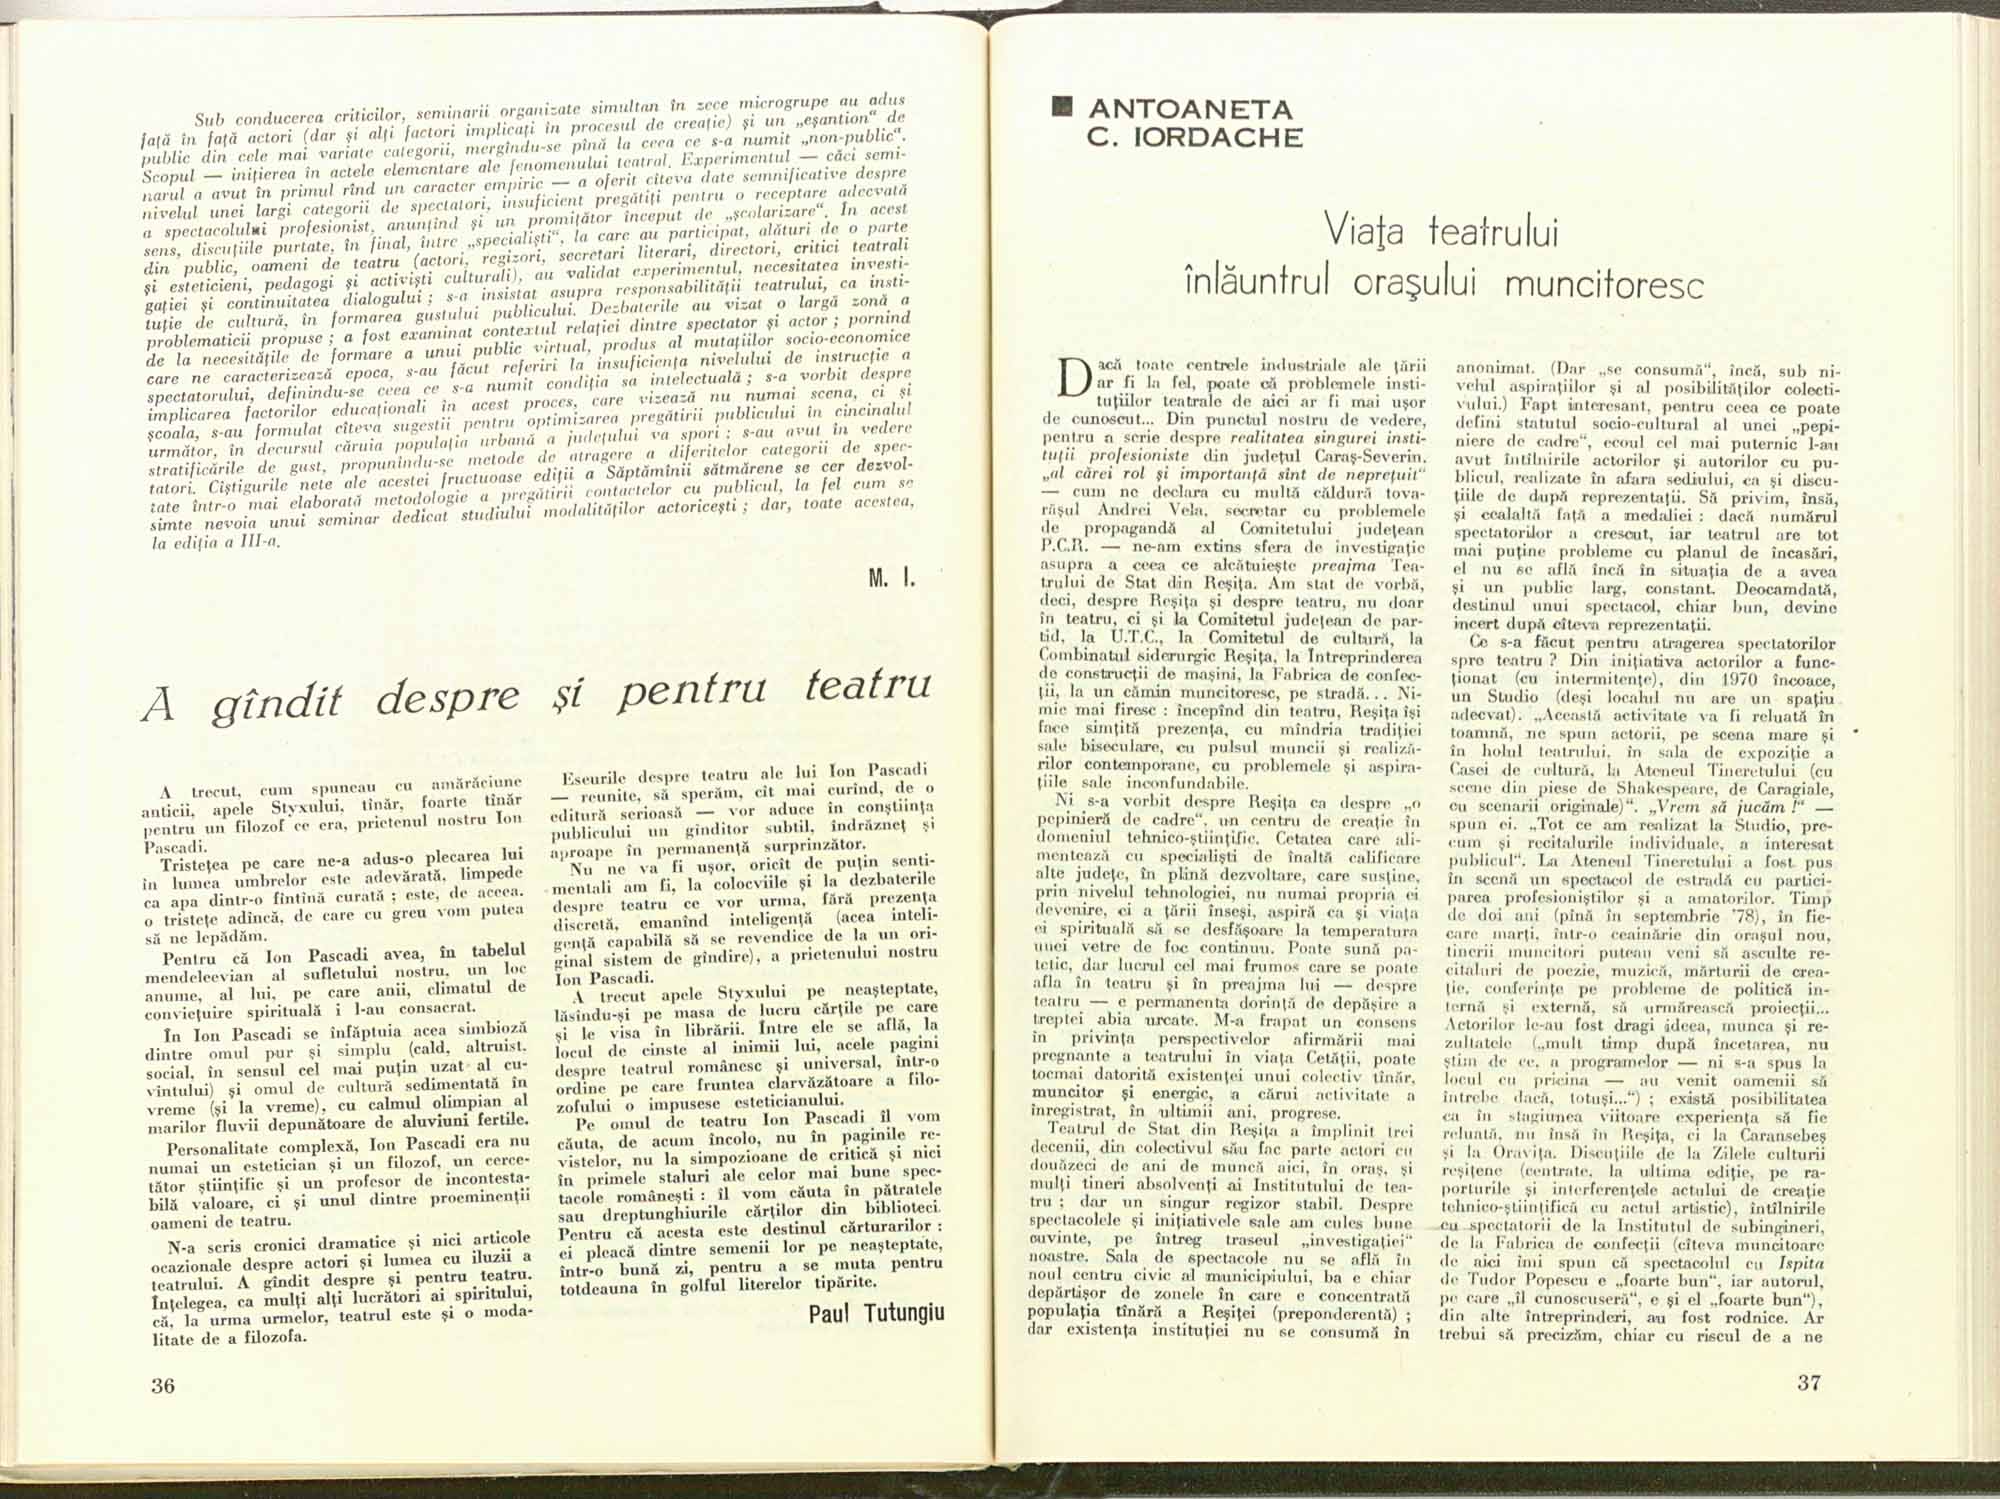 Sub conducerea criticilor, seminarii organizate simultan în zece microgrupe au adus
față în față actori (dar și alți factori implicați în procesul de creație) și un „eșantion“ de
public din cele mai variate categorii, mergîndu-se pînă la ceea ce s-a numit „non-public“.
Scopul — inițierea în actele elementare ale fenomenului teatral. Experimentul — căci semi-
narul a avut în primul rînd un caracter empiric — a oferit cîteva date semnificative despre
nivelul unei largi categorii de spectatori, insuficient pregătiți pentru o receptare adecvată
a spectacolului profesionist, anunțînd și un promițător început de „școlarizare“. În acest
sens, discuțiile purtate, în final, între „specialiști“, la care au participat, alături de o parte
din public, oameni de teatru (actori, regizori, secretari literari, directori, critici teatrali
și esteticieni, pedagogi și activiști culturali), au validat experimentul, necesitatea investi-
gației și continuitatea dialogului ; s-a insistat asupra responsabilității teatrului, ca insti-
tuție de cultură, în formarea gustului publicului. Dezbaterile au vizat o largă zonă a
problematicii propuse ; a fost examinat contextul relației dintre spectator și actor ; pornind
de la necesitățile de formare a unui public virtual, produs al mutațiilor socio-economice
care ne caracterizează epoca, s-au făcut referiri la insuficiența nivelului de instrucție a
spectatorului, definindu-se ceea ce s-a numit condiția sa intelectuală ; s-a vorbit despre
implicarea factorilor educaționali în acest proces, care vizează nu numai scena, ci și
școala, s-au formulat cîteva sugestii pentru optimizarea pregătirii publicului în cincinalul
următor, în decursul căruia populația urbană a județului va spori ; s-au avut în vedere
stratificările de gust, propunîndu-se metode de atragere a diferitelor categorii de spec-
tatori. Cîștigurile nete ale acestei fructuoase ediții a Săptămînii sătmărene se cer dezvol-
tate într-o mai elaborată metodologie a pregătirii contactelor cu publicul, la fel cum se
simte nevoia unui seminar dedicat studiului modalităților actoricești ; dar, toate acestea,
la ediția a III-a.
M. I.
A gîndit despre și pentru teatru
A trecut, cum spuneau cu amărăciune
anticii, apele Styxului, tînăr, foarte tînăr
pentru un filozof ce era, prietenul nostru Ion
Pascadi.
Tristețea pe care ne-a adus-o plecarea lui
în lumea umbrelor este adevărată, limpede
ca apa dintr-o fîntînă curată ; este, de aceea,
o tristețe adîncă, de care cu greu vom putea
să ne lepădăm.
Pentru că Ion Pascadi avea, în tabelul
mendeleevian al sufletului nostru, un loc
anume, al lui, pe care anii, climatul de
conviețuire spirituală i l-au consacrat.
În Ion Pascadi se înfăptuia acea simbioză
dintre omul pur și simplu (cald, altruist,
social, în sensul cel mai puțin uzat al cu-
vîntului) și omul de cultură sedimentată în
vreme (și la vreme), cu calmul olimpian al
marilor fluvii depunătoare de aluviuni fertile.
Personalitate complexă, Ion Pascadi era nu
numai un estetician și un filozof, un cerce-
tător științific și un profesor de incontesta-
bilă valoare, ci și unul dintre proeminenții
oameni de teatru.
N-a scris cronici dramatice și nici articole
ocazionale despre actori și lumea cu iluzii a
teatrului. A gîndit despre și pentru teatru.
Înțelegea, ca mulți alți lucrători ai spiritului,
că, la urma urmelor, teatrul este și o moda-
litate de a filozofa.
Eseurile despre teatru ale lui Ion Pascadi
— reunite, să sperăm, cît mai curind, de o
editură serioasă — vor aduce în conștiința
publicului un gînditor subtil, îndrăzneț și
aproape în permanență surprinzător.
Nu ne va fi ușor, oricît de puțin senti-
mentali am fi, la colocviile și la dezbaterile
despre teatru ce vor urma, fără prezența
discretă, emanînd inteligență (acea inteli-
gență capabilă să se revendice de la un ori-
ginal sistem de gîndire), a prietenului nostru
Ion Pascadi.
A trecut apele Styxului pe neașteptate,
lăsîndu-și pe masa de lucru cărțile pe care
și le visa în librării. Între ele se află, la
locul de cinste al inimii lui, acele pagini
despre teatrul românesc și universal, într-o
ordine pe care fruntea clarvăzătoare a filo-
zofului o impusese esteticianului.
Pe omul de teatru Ion Pascadi îl vom
căuta, de acum încolo, nu în paginile re-
vistelor, nu la simpozioane de critică și nici
în primele staluri ale celor mai bune spec-
tacole românești : îl vom căuta în pătratele
sau dreptunghiurile cărților din biblioteci.
Pentru că acesta este destinul cărturarilor :
ei pleacă dintre semenii lor pe neașteptate,
într-o bună zi, pentru a se muta pentru
totdeauna în golful literelor tipărite.
Paul Tutungiu
36
ANTOANETA
C. IORDACHE
Viața teatrului
înlăuntrul orașului muncitoresc
Dacă toate centrele industriale ale țării
ar fi la fel, poate că problemele insti-
tuțiilor teatrale de aici ar fi mai ușor
de cunoscut... Din punctul nostru de vedere,
pentru a scrie despre realitatea singurei insti-
tuții profesioniste din județul Caraș-Severin,
„al cărei rol și importanță sînt de neprețuit“
— cum ne declara cu multă căldură tova-
rășul Andrei Vela, secretar cu problemele
de propagandă al Comitetului județean
P.C.R. — ne-am extins sfera de investigație
asupra a ceea ce alcătuiește preajma Tea-
trului de Stat din Reșița. Am stat de vorbă,
deci, despre Reșița și despre teatru, nu doar
în teatru, ci și la Comitetul județean de par-
tid, la U.T.C., la Comitetul de cultură, la
Combinatul siderurgic Reșița, la Întreprinderea
de construcții de mașini, la Fabrica de confec-
ții, la un cămin muncitoresc, pe stradă... Ni-
mic mai firesc : începînd din teatru, Reșița își
face simțită prezența, cu mîndria tradiției
sale biseculare, cu pulsul muncii și realiză-
rilor contemporane, cu problemele și aspira-
țiile sale inconfundabile.
Ni s-a vorbit despre Reșița ca despre „o
pepinieră de cadre“, un centru de creație în
domeniul tehnico-științific. Cetatea care ali-
mentează cu specialiști de înaltă calificare
alte județe, în plină dezvoltare, care susține,
prin nivelul tehnologiei, nu numai propria ei
devenire, ci a țării înseși, aspiră ca și viața
ei spirituală să se desfășoare la temperatura
unei vetre de foc continuu. Poate sună pa-
tetic, dar lucrul cel mai frumos care se poate
afla în teatru și în preajma lui — despre
teatru — e permanenta dorință de depășire a
treptei abia urcate. M-a frapat un consens
în privința perspectivelor afirmării mai
pregnante a teatrului în viața Cetății, poate
tocmai datorită existenței unui colectiv tînăr,
muncitor și energic, a cărui activitate a
înregistrat, în ultimii ani, progrese.
Teatrul de Stat din Reșița a împlinit trei
decenii, din colectivul său fac parte actori cu
douăzeci de ani de muncă aici, în oraș, și
mulți tineri absolvenți ai Institutului de tea-
tru ; dar un singur regizor stabil. Despre
spectacolele și inițiativele sale am cules bune
cuvinte, pe întreg traseul „investigației“
noastre. Sala de spectacole nu se află în
noul centru civic al municipiului, ba e chiar
depărtișor de zonele în care e concentrată
populația tînără a Reșiței (preponderentă) ;
dar existența instituției nu se consumă în
anonimat. (Dar „se consumă“, încă, sub ni-
velul aspirațiilor și al posibilităților colecti-
vului.) Fapt interesant, pentru ceea ce poate
defini statutul socio-cultural al unei „pepi-
niere de cadre“, ecoul cel mai puternic l-au
avut întîlnirile actorilor și autorilor cu pu-
blicul, realizate în afara sediului, ca și discu-
țiile de după reprezentații. Să privim, însă,
și cealaltă față a medaliei : dacă numărul
spectatorilor a crescut, iar teatrul are tot
mai puține probleme cu planul de încasări,
el nu se află încă în situația de a avea
și un public larg, constant. Deocamdată,
destinul unui spectacol, chiar bun, devine
incert după cîteva reprezentații.
Ce s-a făcut pentru atragerea spectatorilor
spre teatru ? Din inițiativa actorilor a func-
ționat (cu intermitențe), din 1970 încoace,
un Studio (deși localul nu are un spațiu
adecvat). „Această activitate va fi reluată în
toamnă, ne spun actorii, pe scena mare și
în holul teatrului, în sala de expoziție a
Casei de cultură, la Ateneul Tineretului (cu
scene din piese de Shakespeare, de Caragiale,
cu scenarii originale)“. „Vrem să jucăm !“ —
spun ei. „Tot ce am realizat la Studio, pre-
cum și recitalurile individuale, a interesat
publicul“. La Ateneul Tineretului a fost pus
în scenă un spectacol de estradă cu partici-
parea profesioniștilor și a amatorilor. Timp
de doi ani (pînă în septembrie '78), în fie-
care marți, într-o ceainărie din orașul nou,
tinerii muncitori puteau veni să asculte re-
citaluri de poezie, muzică, mărturii de crea-
ție, conferințe pe probleme de politică in-
ternă și externă, să urmărească proiecții...
Actorilor le-au fost dragi ideea, munca și re-
zultatele („mult timp după încetarea, nu
știm de ce, a programelor — ni s-a spus la
locul cu pricina — au venit oamenii să
întrebe dacă, totuși...“) ; există posibilitatea
ca în stagiunea viitoare experiența să fie
reluată, nu însă în Reșița, ci la Caransebeș
și la Oravița. Discuțiile de la Zilele culturii
reșițene (centrate, la ultima ediție, pe ra-
porturile și interferențele actului de creație
tehnico-științifică cu actul artistic), întîlnirile
cu spectatorii de la Institutul de subingineri,
de la Fabrica de confecții (cîteva muncitoare
de aici îmi spun că spectacolul cu Ispita
de Tudor Popescu e „foarte bun“, iar autorul,
pe care „îl cunoscuseră“, e și el „foarte bun“),
din alte întreprinderi, au fost rodnice. Ar
trebui să precizăm, chiar cu riscul de a ne
37